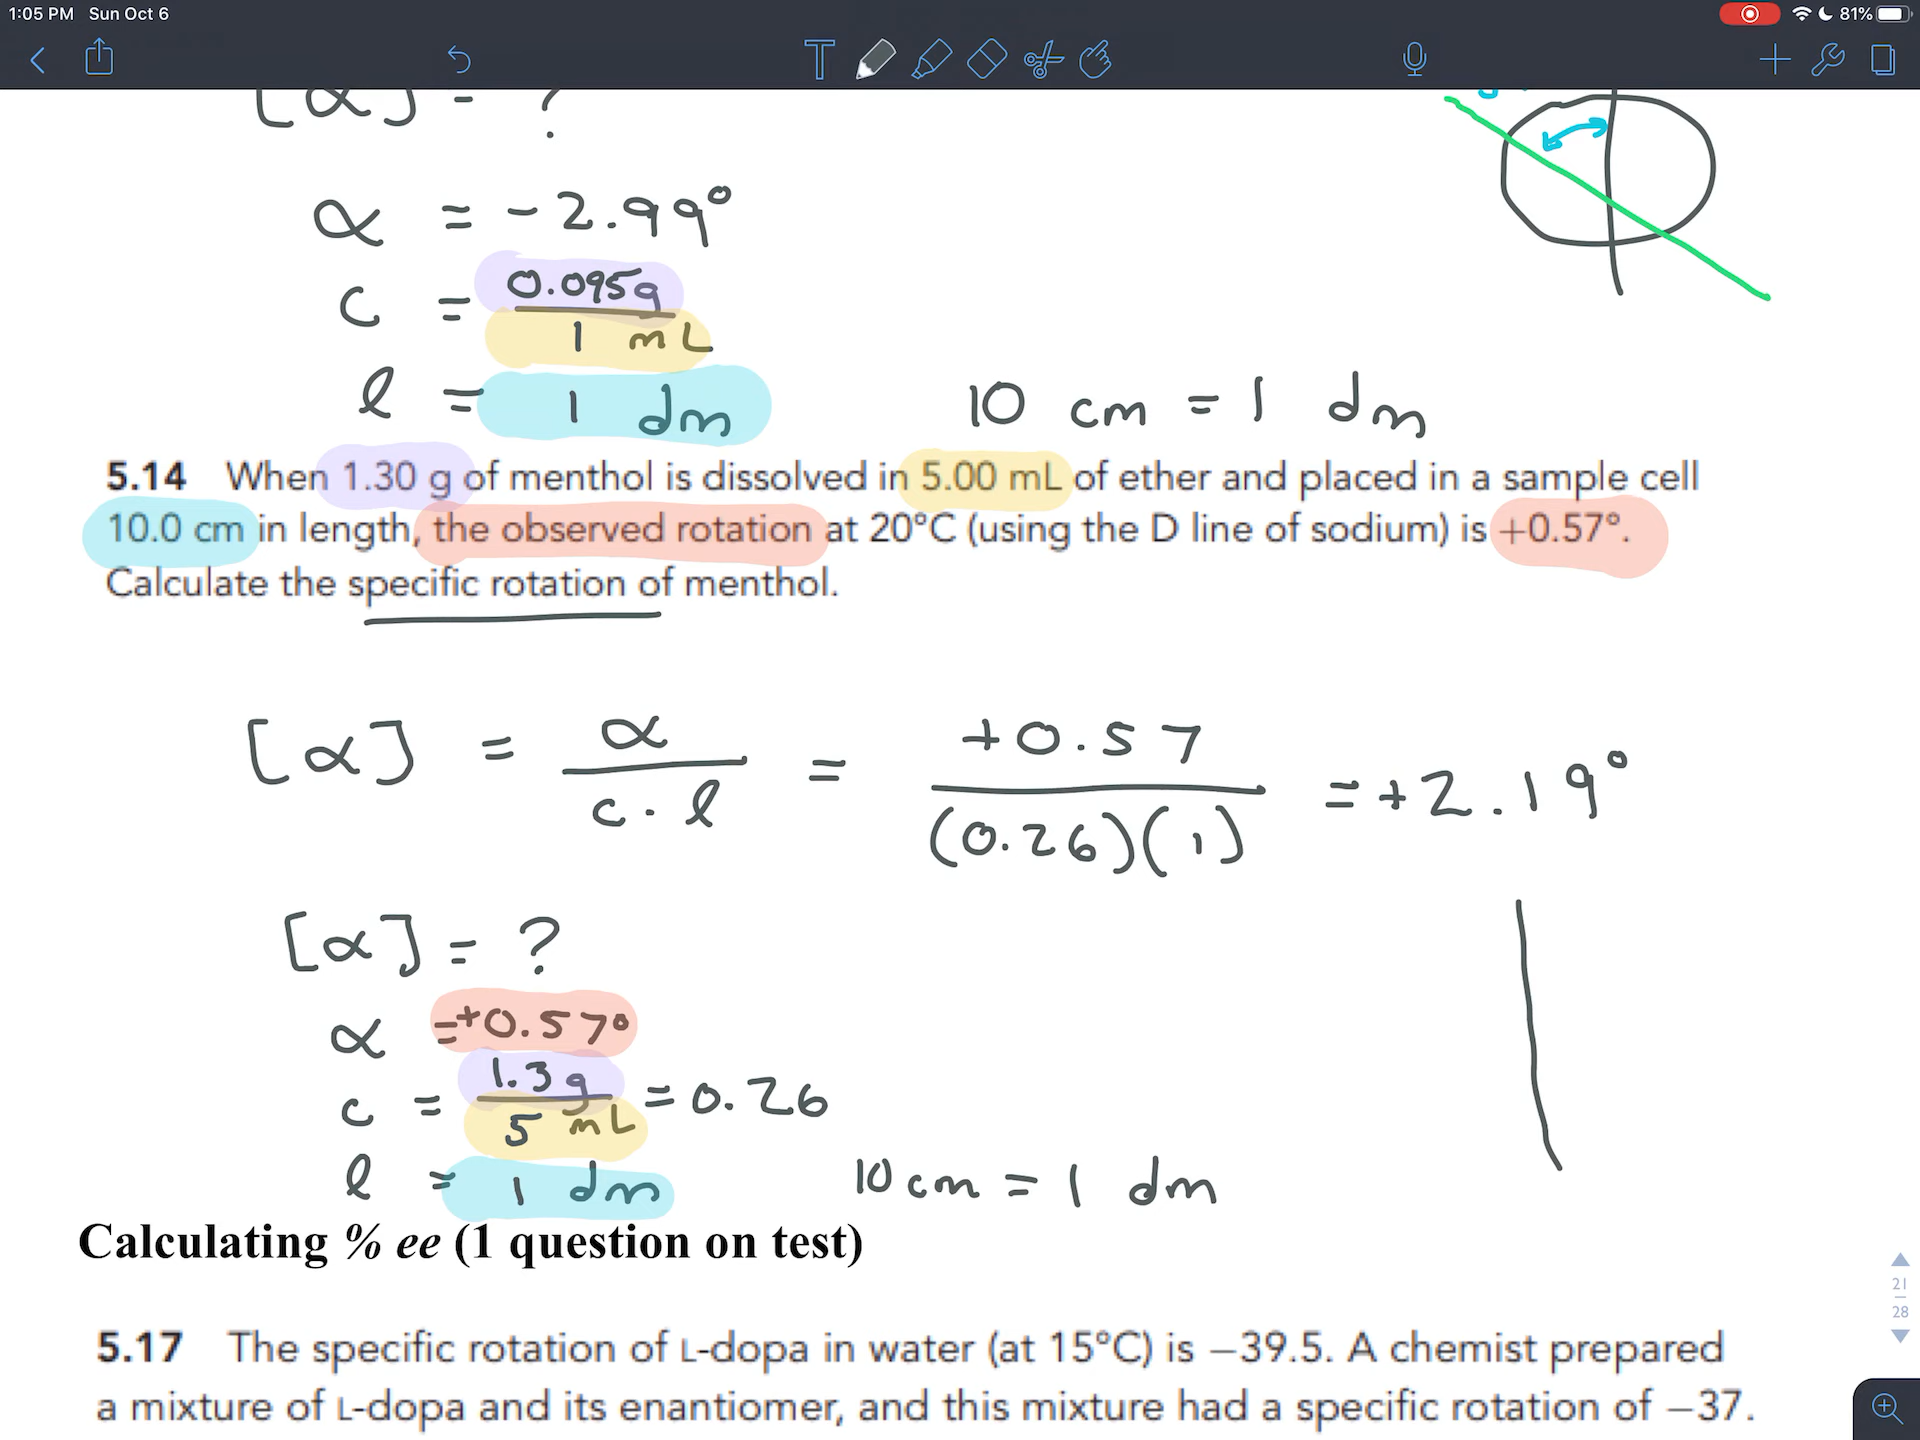 1:05 PM Sun Oct 6
81%
[α] = ?
α = -2.99°
c = 0.095g
1 mL
l = 1 dm 10 cm = 1 dm
5.14 When 1.30 g of menthol is dissolved in 5.00 mL of ether and placed in a sample cell
10.0 cm in length, the observed rotation at 20°C (using the D line of sodium) is +0.57°.
Calculate the specific rotation of menthol.
[α] = α / c · l = +0.57 / (0.26)(1) = +2.19°
[α] = ?
α = +0.57°
c = 1.3g / 5 mL = 0.26
l = 1 dm 10 cm = 1 dm
Calculating % ee (1 question on test)
21
28
5.17 The specific rotation of L-dopa in water (at 15°C) is −39.5. A chemist prepared
a mixture of L-dopa and its enantiomer, and this mixture had a specific rotation of −37.